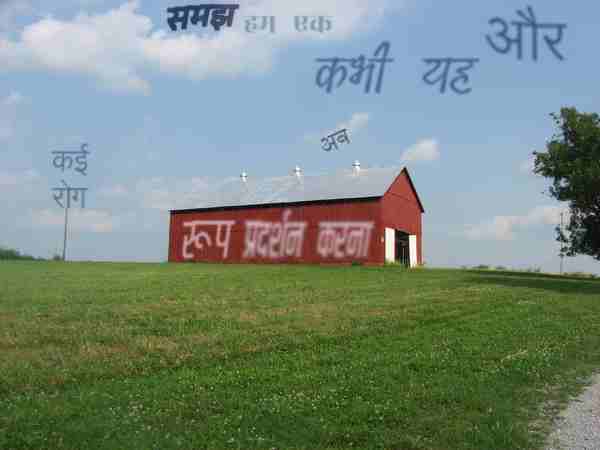 समझ हम एक
और
कभी यह
अब
कई
रोग
रूप प्रदर्शन करना